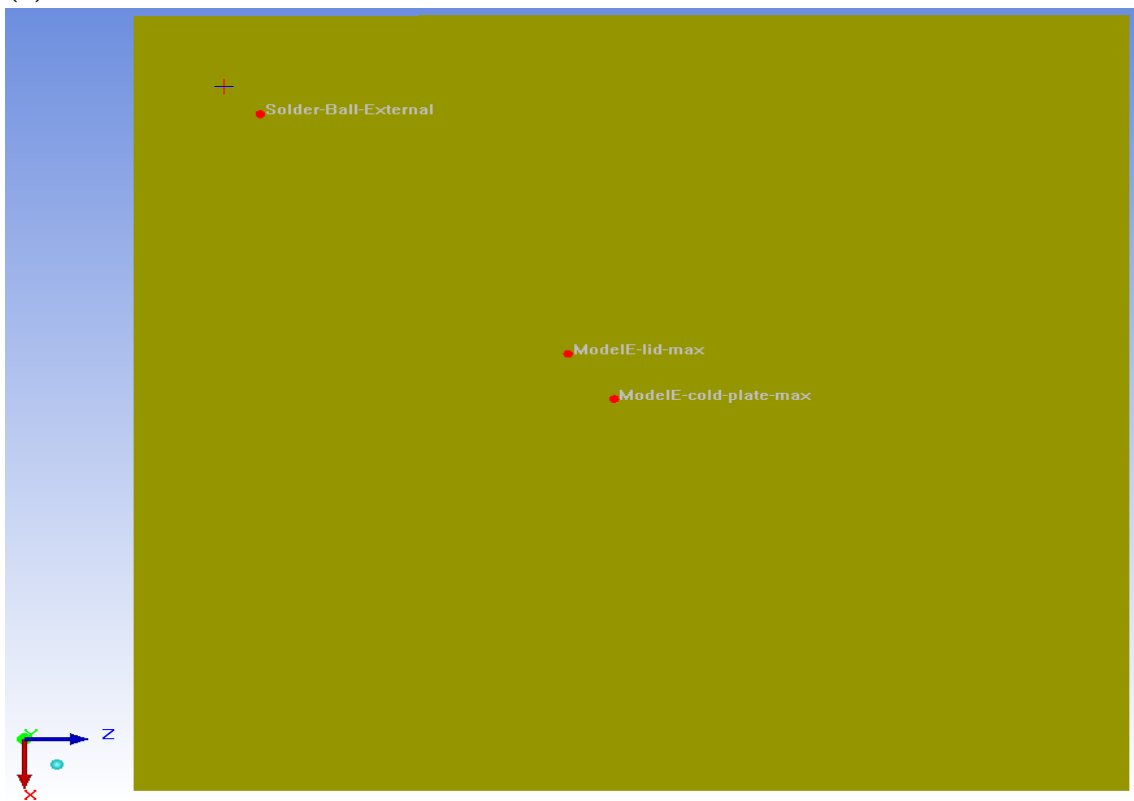 Solder-Ball-External
ModelE-lid-max
ModelE-cold-plate-max
Y
Z
X